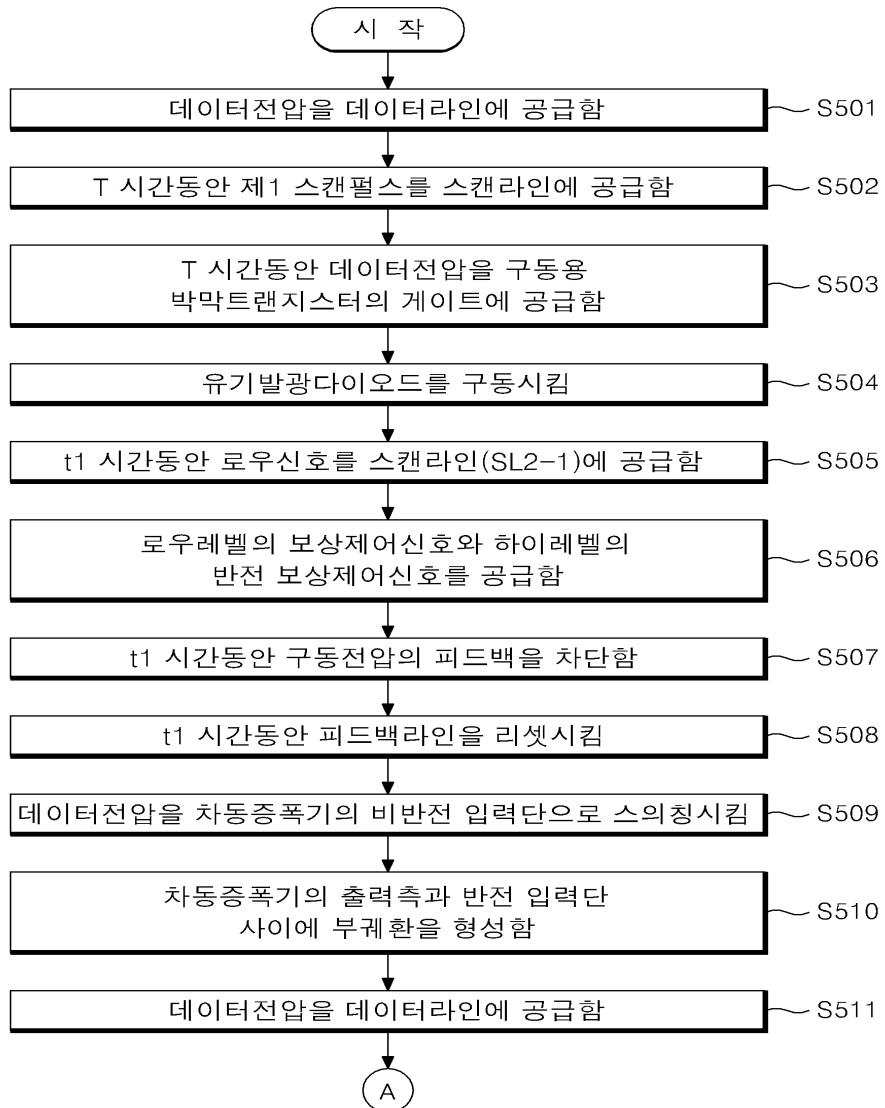 시 작
데이터전압을 데이터라인에 공급함
S501
T 시간동안 제1 스캔펄스를 스캔라인에 공급함
S502
T 시간동안 데이터전압을 구동용
박막트랜지스터의 게이트에 공급함
S503
유기발광다이오드를 구동시킴
S504
t1 시간동안 로우신호를 스캔라인(SL2-1)에 공급함
S505
로우레벨의 보상제어신호와 하이레벨의
반전 보상제어신호를 공급함
S506
t1 시간동안 구동전압의 피드백을 차단함
S507
t1 시간동안 피드백라인을 리셋시킴
S508
데이터전압을 차동증폭기의 비반전 입력단으로 스의칭시킴
S509
차동증폭기의 출력측과 반전 입력단
사이에 부궤환을 형성함
S510
데이터전압을 데이터라인에 공급함
S511
A